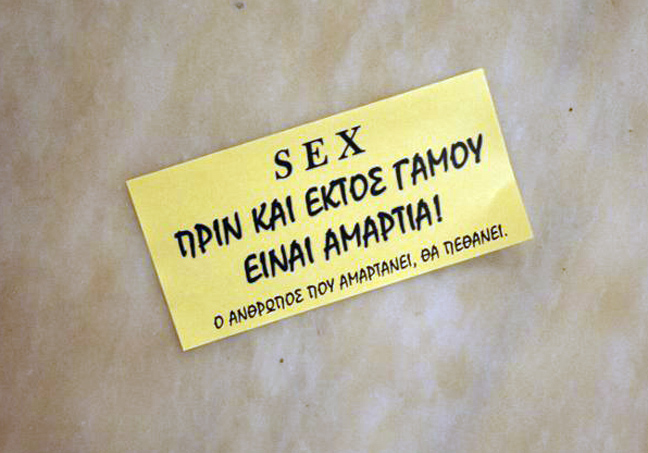 SEX
ΠΡΙΝ ΚΑΙ ΕΚΤΟΣ ΓΑΜΟΥ
ΕΙΝΑΙ ΑΜΑΡΤΙΑ!
Ο ΑΝΘΡΩΠΟΣ ΠΟΥ ΑΜΑΡΤΑΝΕΙ, ΘΑ ΠΕΘΑΝΕΙ.